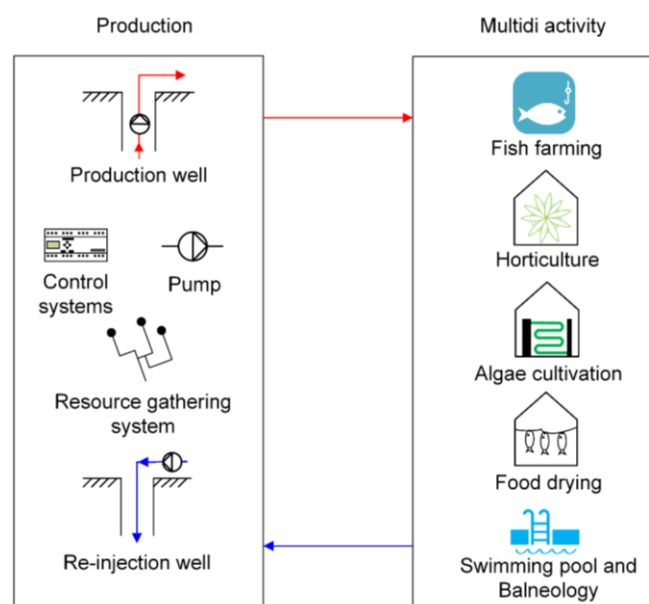 Production
Production well
Control
systems
Pump
Resource gathering
system
Re-injection well
Multidi activity
Fish farming
Horticulture
Algae cultivation
Food drying
Swimming pool and
Balneology